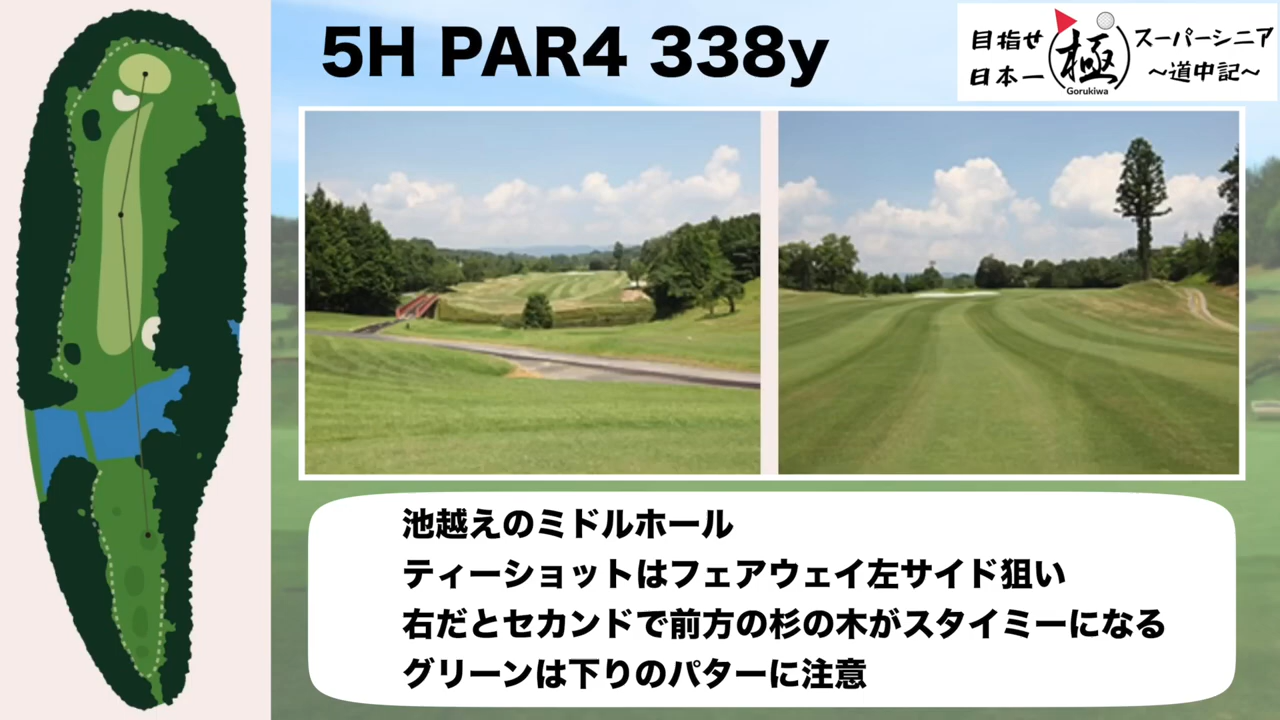 5H PAR4 338y
目指せ
日本一
極
Gorukiwa
スーパーシニア
～道中記～
池越えのミドルホール
ティーショットはフェアウェイ左サイド狙い
右だとセカンドで前方の杉の木がスタイミーになる
グリーンは下りのパターに注意